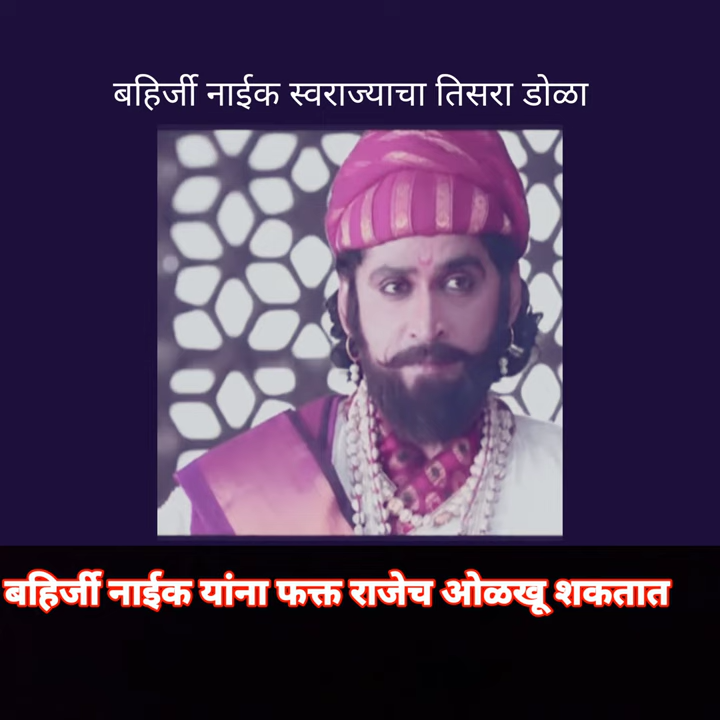 बहिर्जी नाईक स्वराज्याचा तिसरा डोळा
बहिर्जी नाईक यांना फक्त राजेच ओळखू शकतात